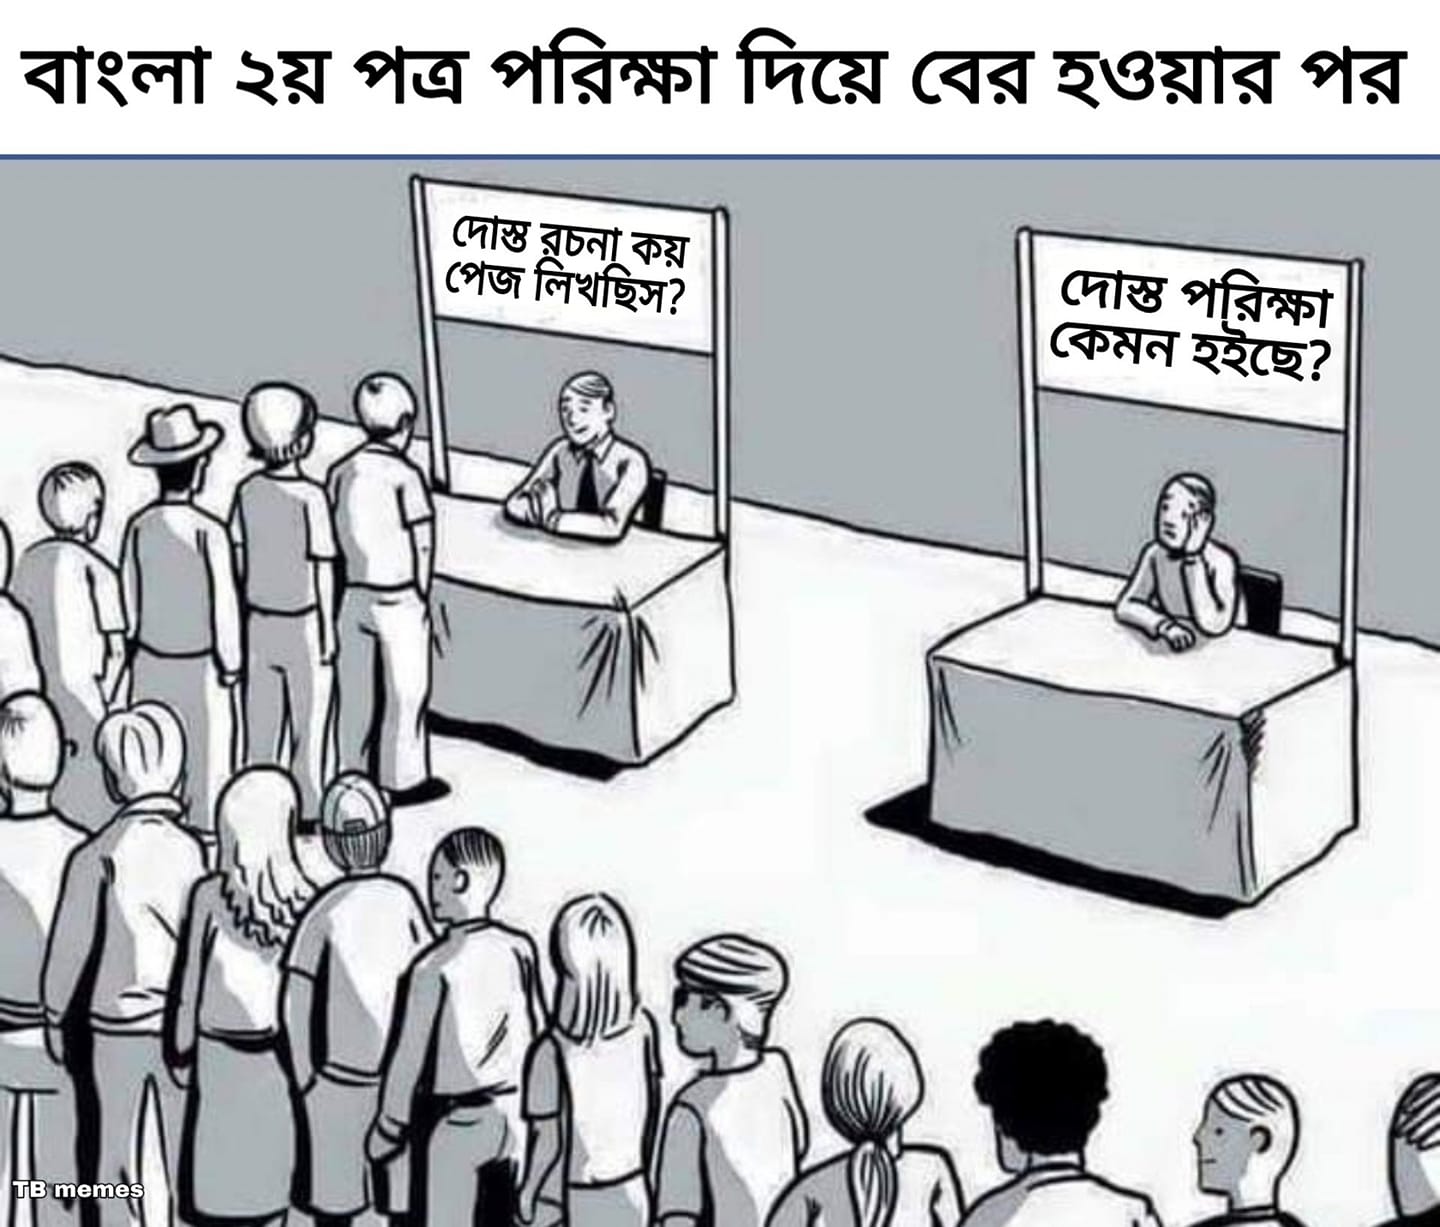 বাংলা ২য় পত্র পরিক্ষা দিয়ে বের হওয়ার পর
দোস্ত রচনা কয়
পেজ লিখছিস?
দোস্ত পরিক্ষা
কেমন হইছে?
TB memes